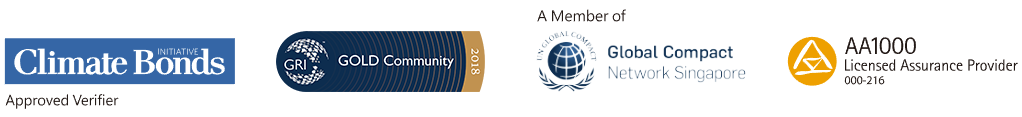 INITIATIVE
Climate Bonds
Approved Verifier
GRI
GOLD Community
2018
A Member of
UN GLOBAL COMPACT
Global Compact
Network Singapore
AA1000
Licensed Assurance Provider
000-216